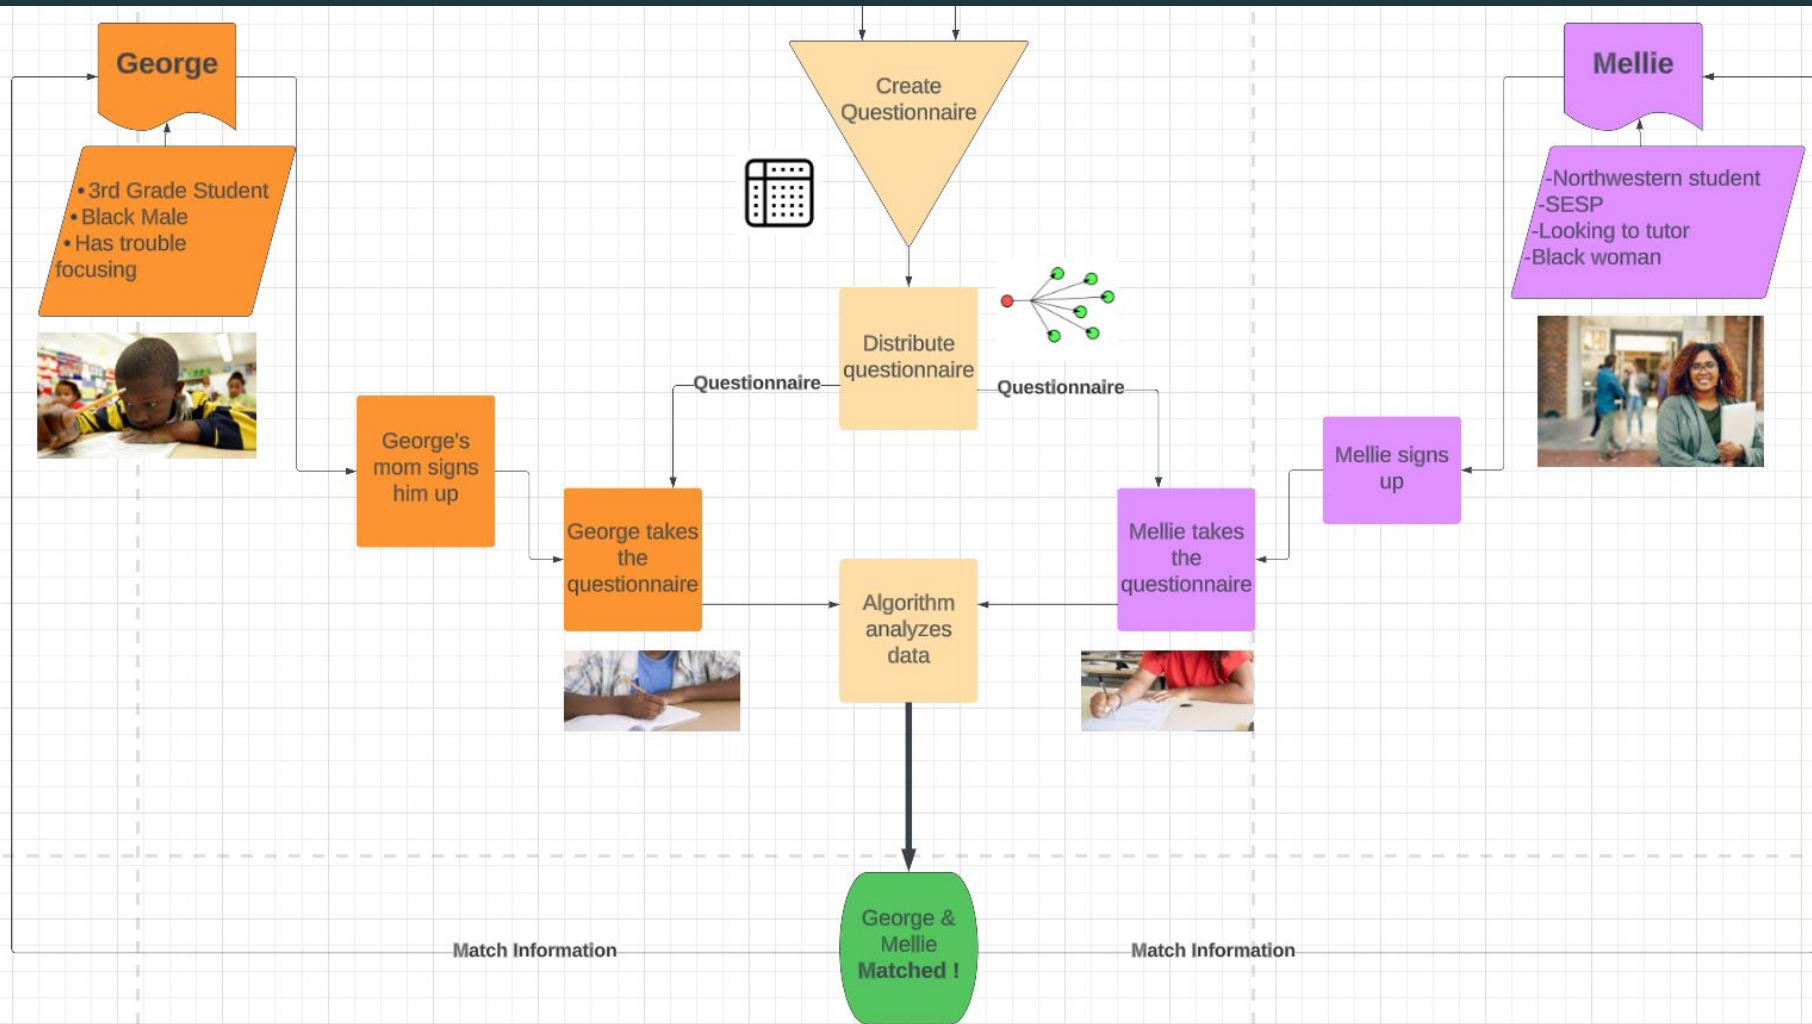 George
• 3rd Grade Student
• Black Male
• Has trouble
focusing
Create
Questionnaire
Mellie
-Northwestern student
-SESP
-Looking to tutor
-Black woman
Distribute
questionnaire
Questionnaire
Questionnaire
George's
mom signs
him up
Mellie signs
up
George takes
the
questionnaire
Mellie takes
the
questionnaire
Algorithm
analyzes
data
George &
Mellie
Matched !
Match Information
Match Information